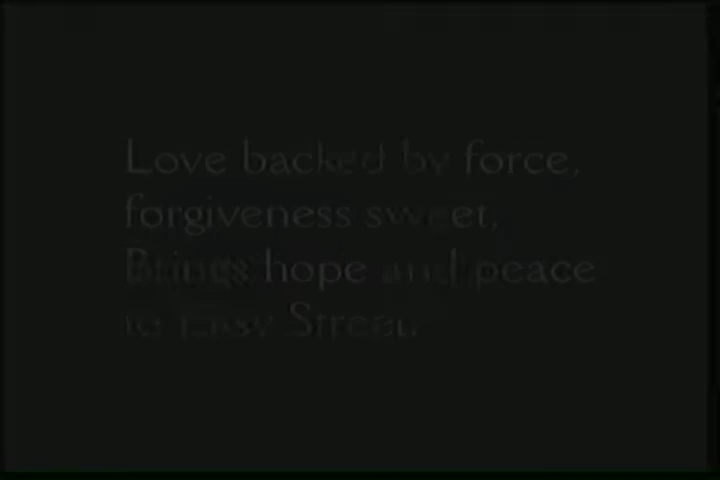 Love backed by force,
forgiveness sweet,
Brings hope and peace
to Easy Street.